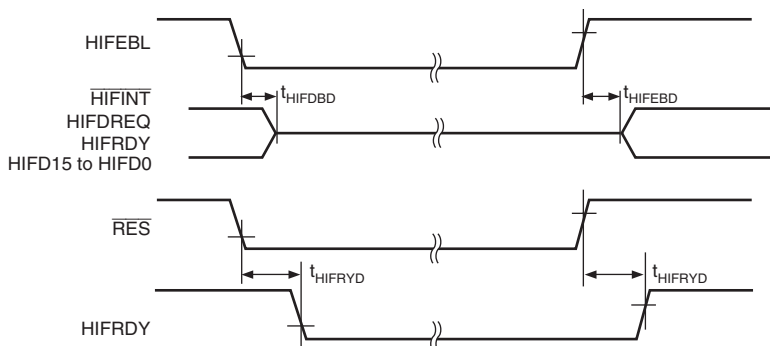 HIFEBL
tHIFDBD
tHIFEBD
HIFINT
HIFDREQ
HIFRDY
HIFD15 to HIFD0
RES
tHIFRYD
tHIFRYD
HIFRDY